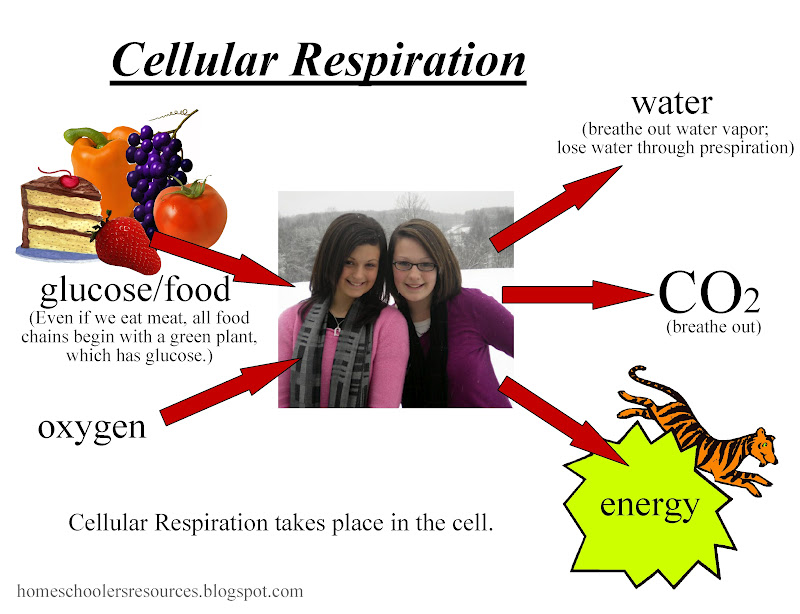 Cellular Respiration
water
(breathe out water vapor;
lose water through prespiration)
glucose/food
(Even if we eat meat, all food
chains begin with a green plant,
which has glucose.)
CO2
(breathe out)
oxygen
energy
Cellular Respiration takes place in the cell.
homeschoolersresources.blogspot.com